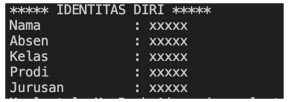 ***** IDENTITAS DIRI *****
Nama : xxxxx
Absen : xxxxx
Kelas : xxxxx
Prodi : xxxxx
Jurusan : xxxxx